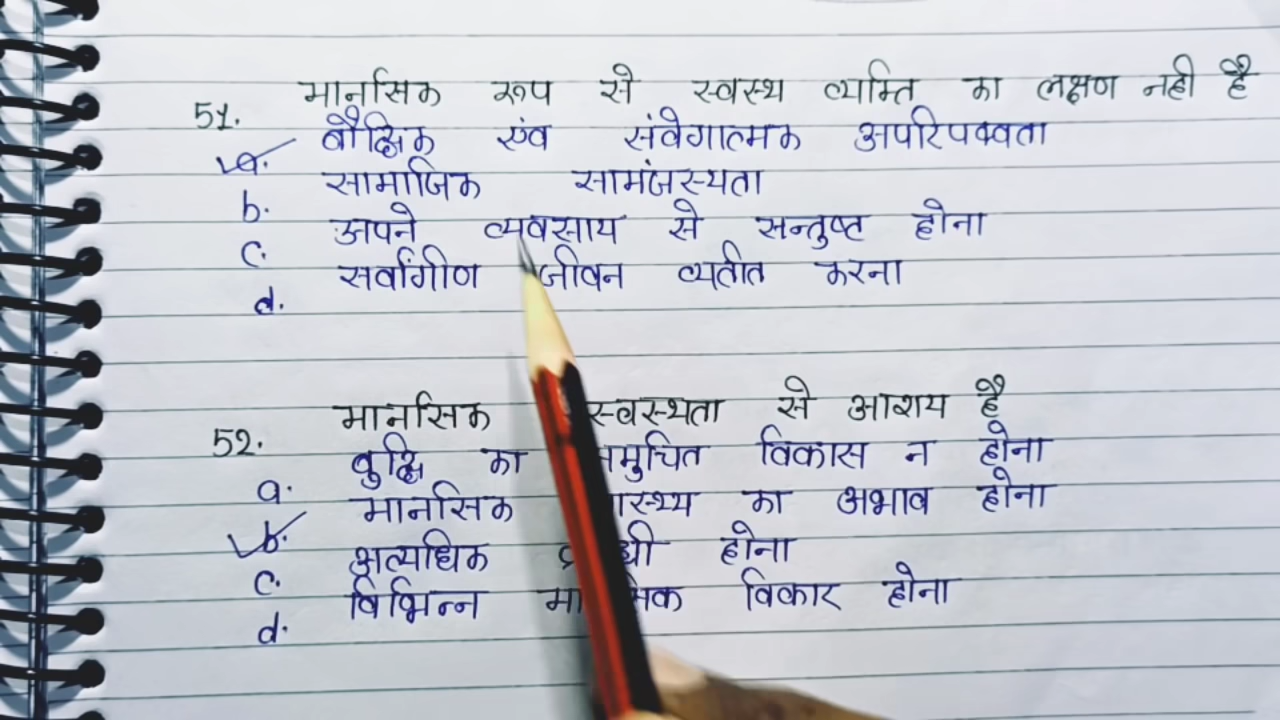 51. मानसिक रूप से स्वस्थ व्यक्ति का लक्षण नही है
a. बौद्धिक एंव संवेगात्मक अपरिपक्वता
b. सामाजिक सामंजस्यता
c. अपने व्यवसाय से सन्तुष्ट होना
d. सर्वांगीण जीवन व्यतीत करना
52. मानसिक स्वस्थता से आशय है
a. बुद्धि का समुचित विकास न होना
b. मानसिक का अभाव होना
c. अत्यधिक होना
d. विभिन्न विकार होना